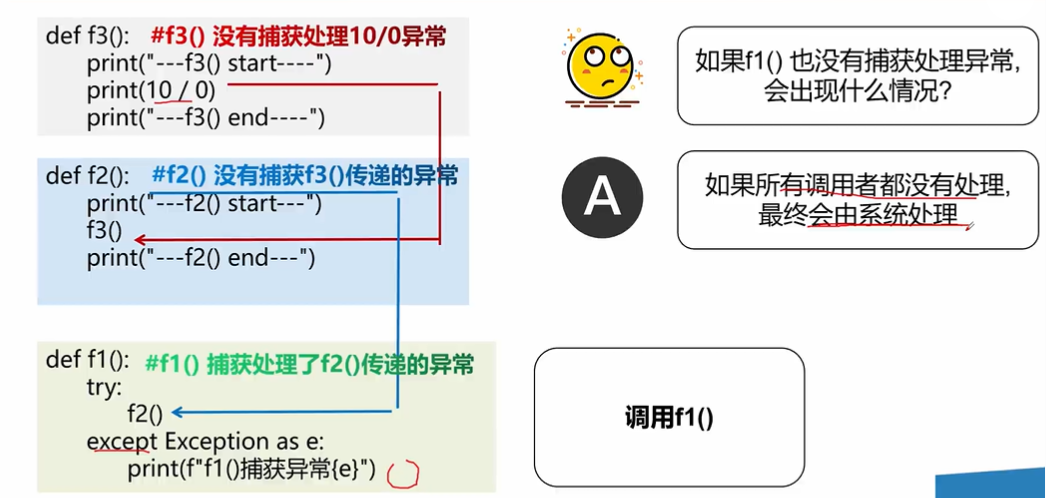 def f3(): #f3() 没有捕获处理10/0异常
print("---f3() start----")
print(10 / 0)
print("---f3() end----")
def f2(): #f2() 没有捕获f3()传递的异常
print("---f2() start---")
f3()
print("---f2() end---")
def f1(): #f1() 捕获处理了f2()传递的异常
try:
f2()
except Exception as e:
print(f"f1()捕获异常{e}")
如果f1() 也没有捕获处理异常,
会出现什么情况?
A
如果所有调用者都没有处理,
最终会由系统处理
调用f1()